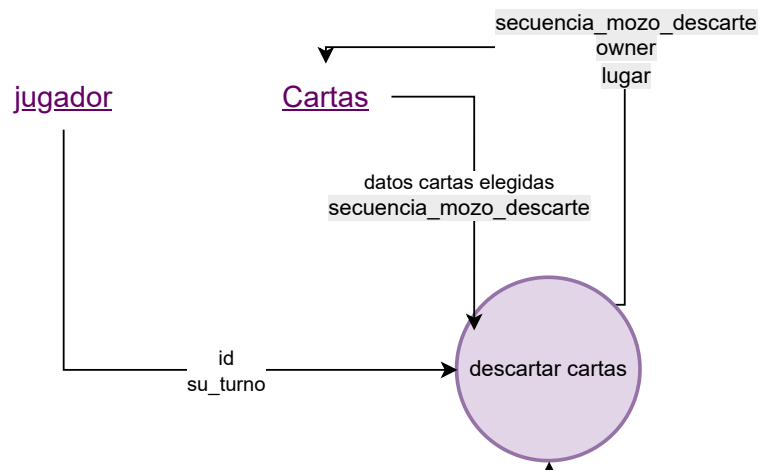 secuencia_mozo_descarte
owner
lugar
jugador
Cartas
datos cartas elegidas
secuencia_mozo_descarte
id
su_turno
descartar cartas